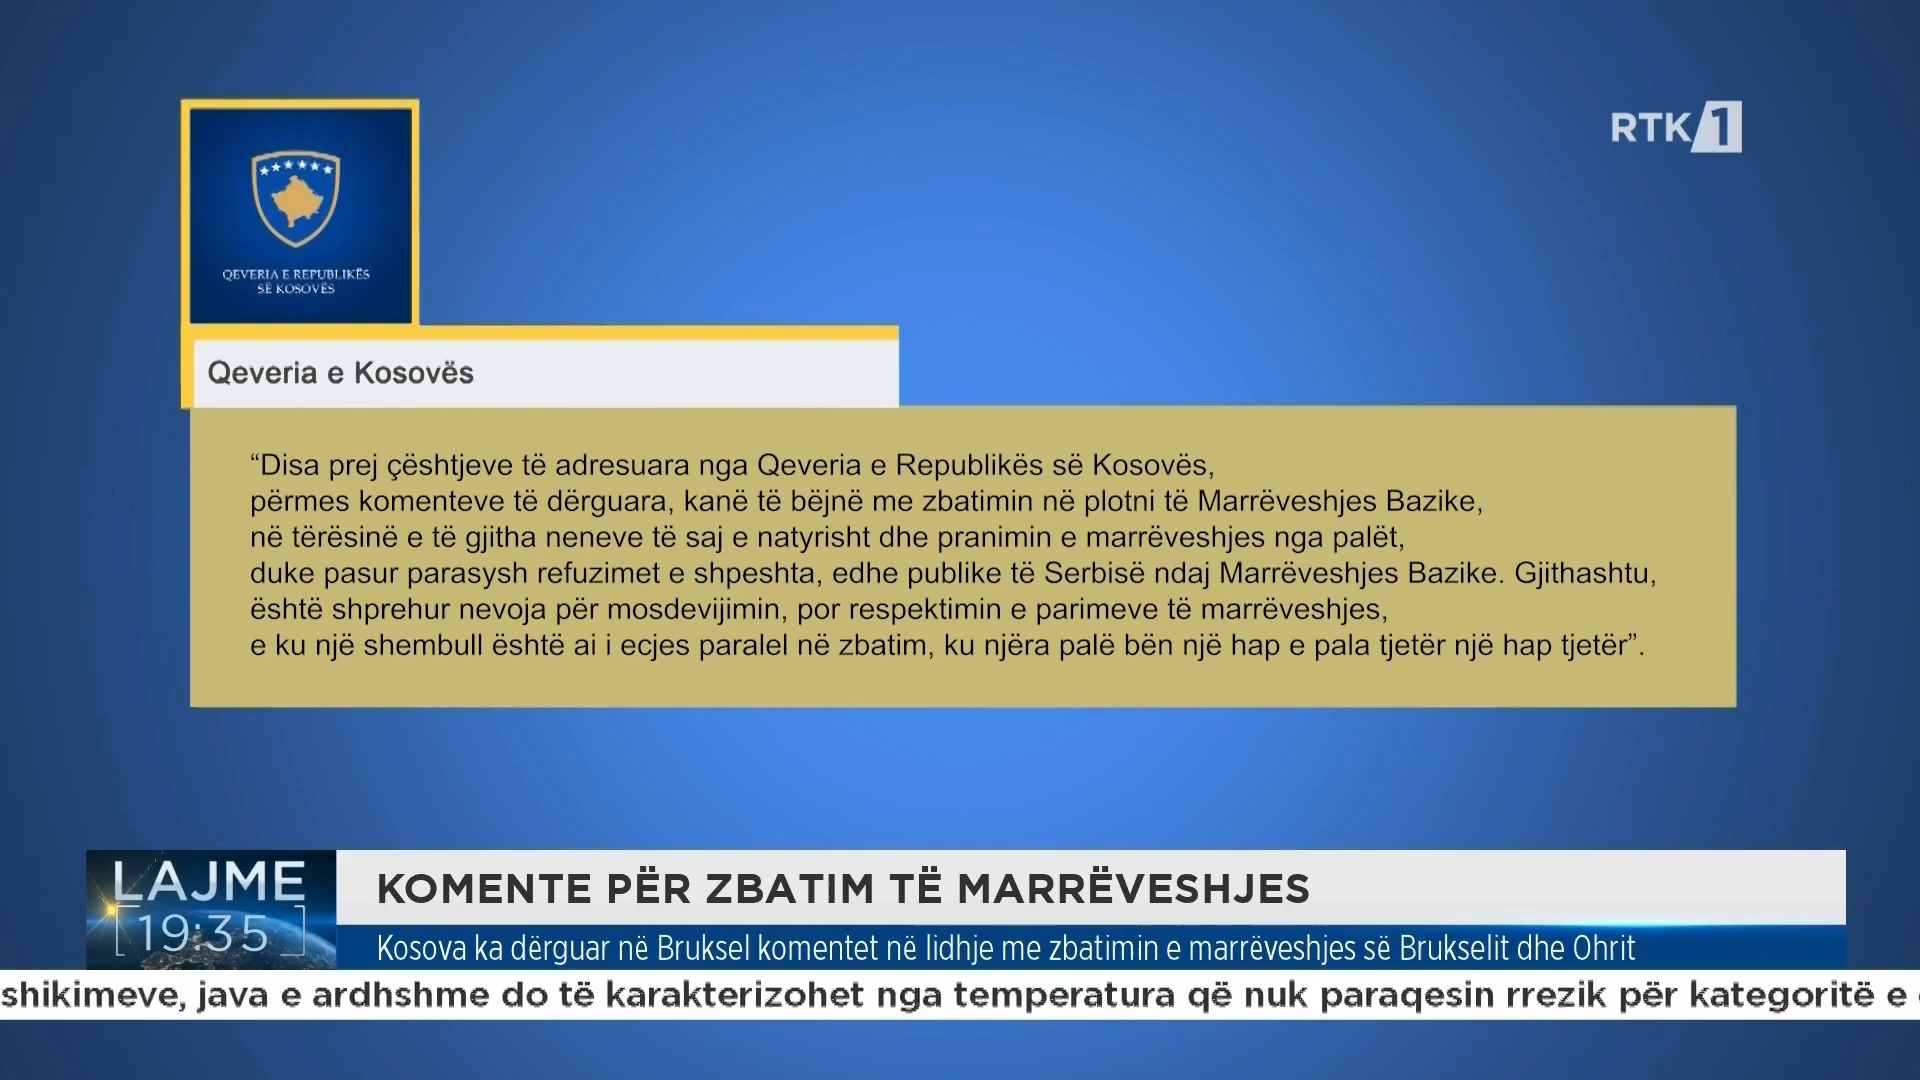 RTK1
QEVERIA E REPUBLIKËS
SË KOSOVËS
Qeveria e Kosovës
“Disa prej çështjeve të adresuara nga Qeveria e Republikës së Kosovës,
përmes komenteve të dërguara, kanë të bëjnë me zbatimin në plotni të Marrëveshjes Bazike,
në tërësinë e të gjitha neneve të saj e natyrisht dhe pranimin e marrëveshjes nga palët,
duke pasur parasysh refuzimet e shpeshta, edhe publike të Serbisë ndaj Marrëveshjes Bazike. Gjithashtu,
është shprehur nevoja për mosdevijimin, por respektimin e parimeve të marrëveshjes,
e ku një shembull është ai i ecjes paralel në zbatim, ku njëra palë bën një hap e pala tjetër një hap tjetër”.
LAJME
19:35
KOMENTE PËR ZBATIM TË MARRËVESHJES
Kosova ka dërguar në Bruksel komentet në lidhje me zbatimin e marrëveshjes së Brukselit dhe Ohrit
shikimeve, java e ardhshme do të karakterizohet nga temperatura që nuk paraqesin rrezik për kategoritë e